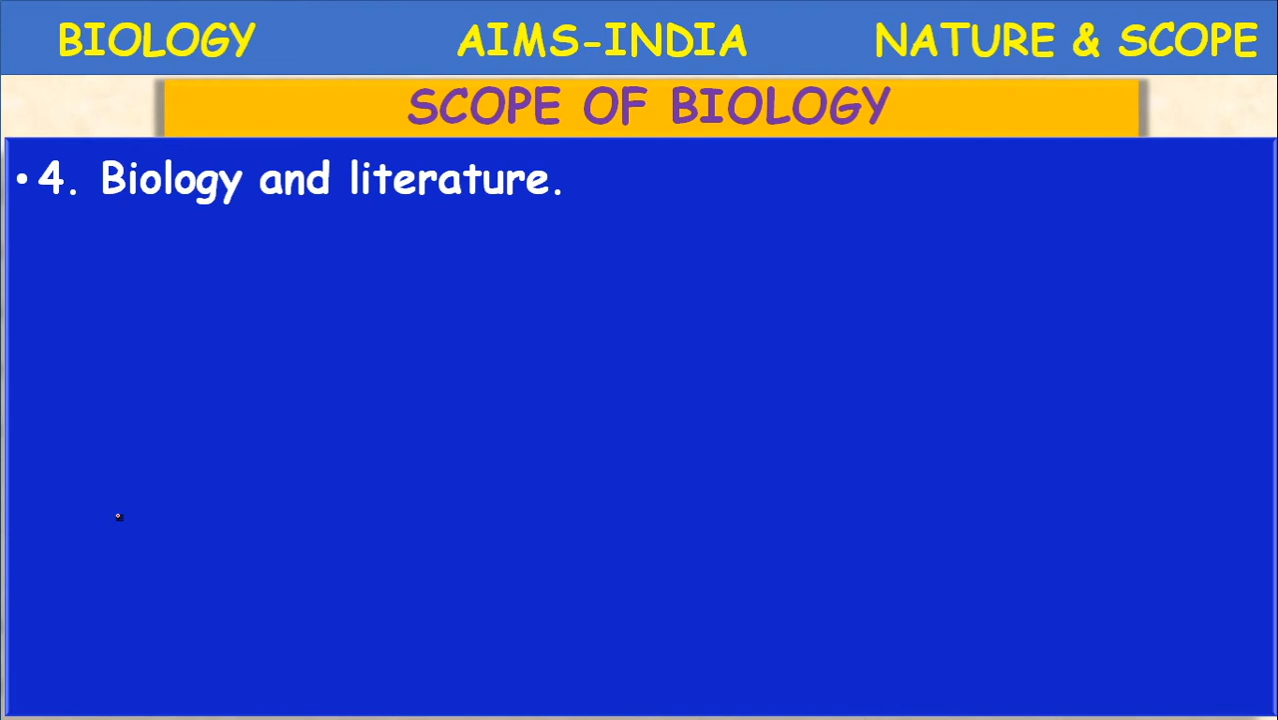 BIOLOGY AIMS-INDIA NATURE & SCOPE
SCOPE OF BIOLOGY
• 4. Biology and literature.